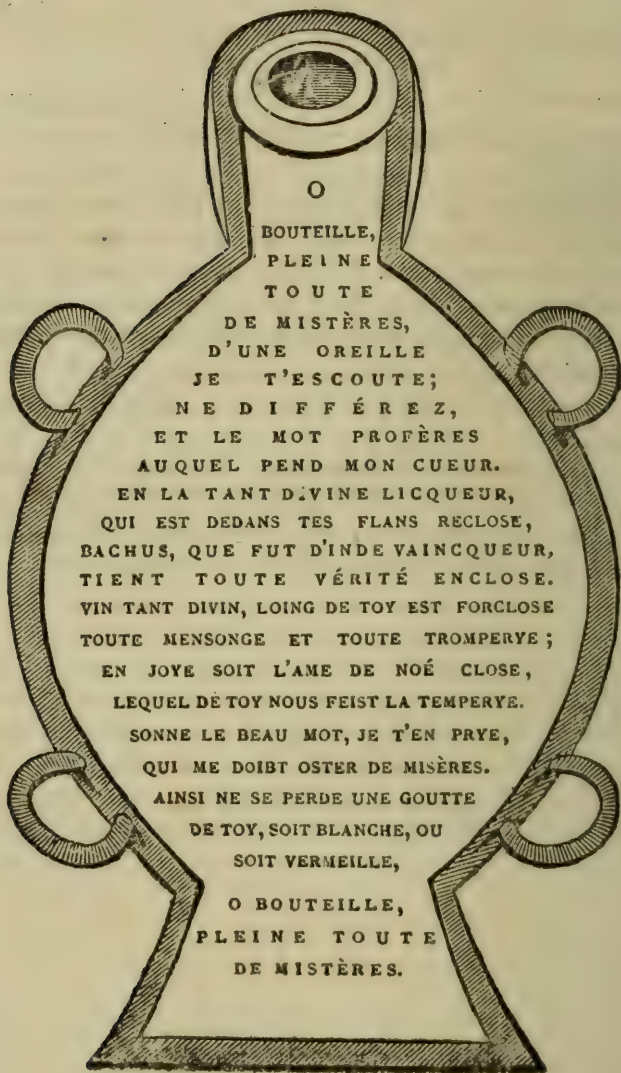 O
BOUTEILLE,
PLEINE
TOUTE
DE MISTÈRES,
D'UNE OREILLE
JE T'ESCOUTE;
NE DIFFÉREZ,
ET LE MOT PROFÈRES
AUQUEL PEND MON CUEUR.
EN LA TANT DIVINE LICQUEUR,
QUI EST DEDANS TES FLANS RECLOSE,
BACHUS, QUE FUT D'INDE VAINCQUEUR,
TIENT TOUTE VÉRITÉ ENCLOSE.
VIN TANT DIVIN, LOING DE TOY EST FORCLOSE
TOUTE MENSONGE ET TOUTE TROMPERYE;
EN JOYE SOIT L'AME DE NOÉ CLOSE,
LEQUEL DE TOY NOUS FEIST LA TEMPERYE.
SONNE LE BEAU MOT, JE T'EN PRYE,
QUI ME DOIBT OSTER DE MISÈRES.
AINSI NE SE PERDE UNE GOUTTE
DE TOY, SOIT BLANCHE, OU
SOIT VERMEILLE,
O BOUTEILLE,
PLEINE TOUTE
DE MISTÈRES.